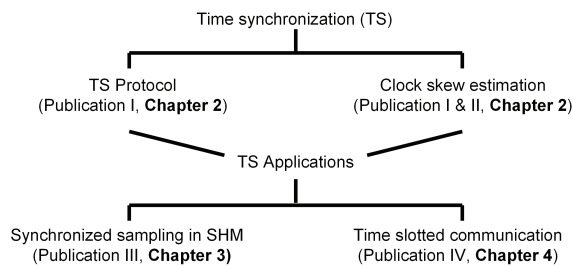 Time synchronization (TS)
TS Protocol
(Publication I, Chapter 2)
Clock skew estimation
(Publication I & II, Chapter 2)
TS Applications
Synchronized sampling in SHM
(Publication III, Chapter 3)
Time slotted communication
(Publication IV, Chapter 4)